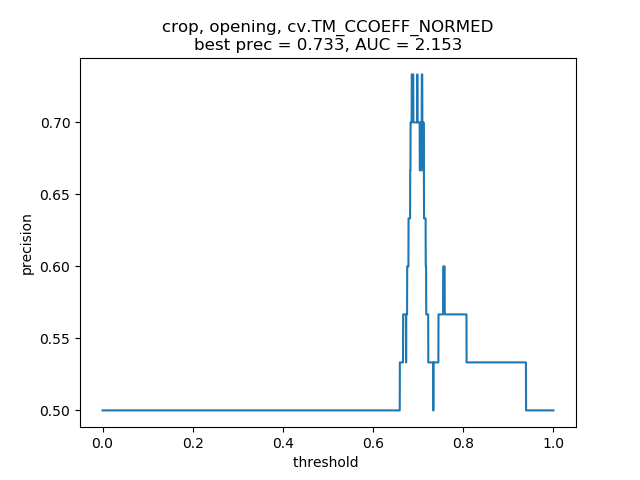 crop, opening, cv.TM_CCOEFF_NORMED
best prec = 0.733, AUC = 2.153
0.70
0.65
0.60
0.55
0.50
precision
0.0 0.2 0.4 0.6 0.8 1.0
threshold